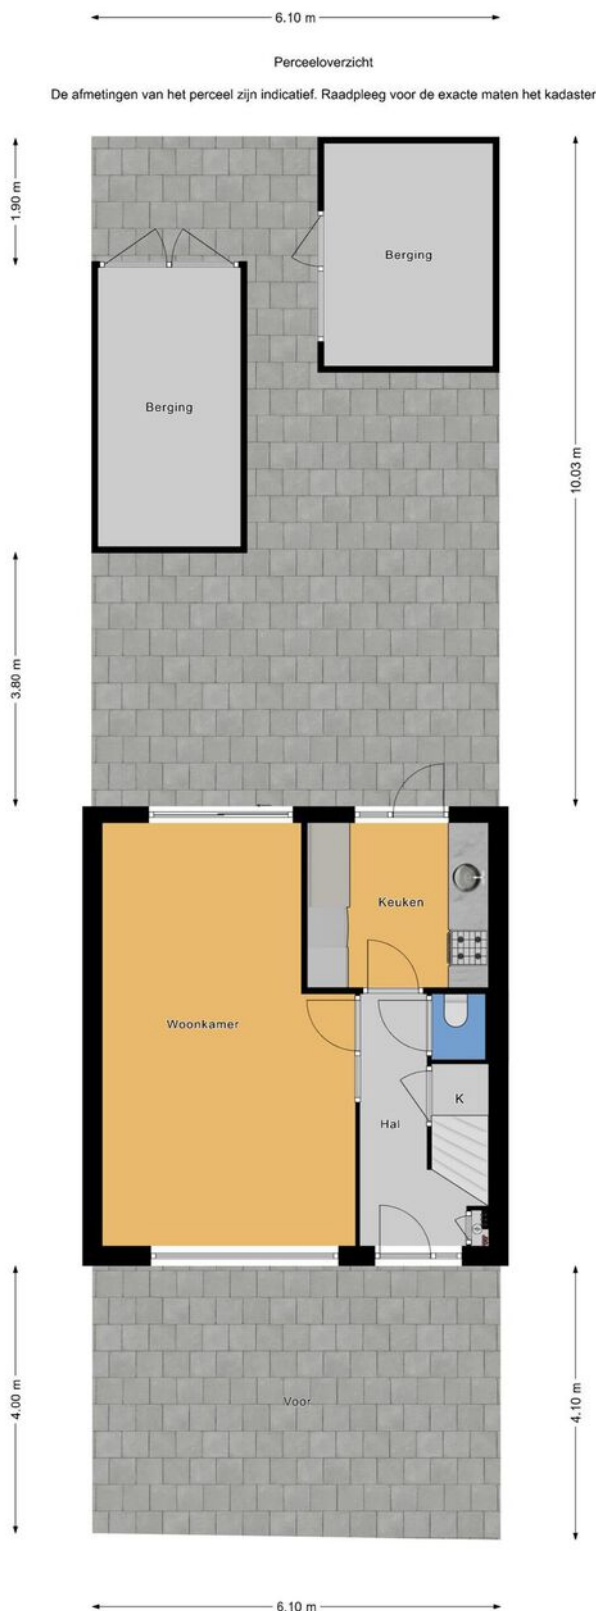 6.10 m
Perceeloverzicht
De afmetingen van het perceel zijn indicatief. Raadpleeg voor de exacte maten het kadaster
1.90 m
Berging
Berging
10.03 m
3.80 m
Keuken
Woonkamer
K
Hal
4.00 m
Voor
4.10 m
6.10 m